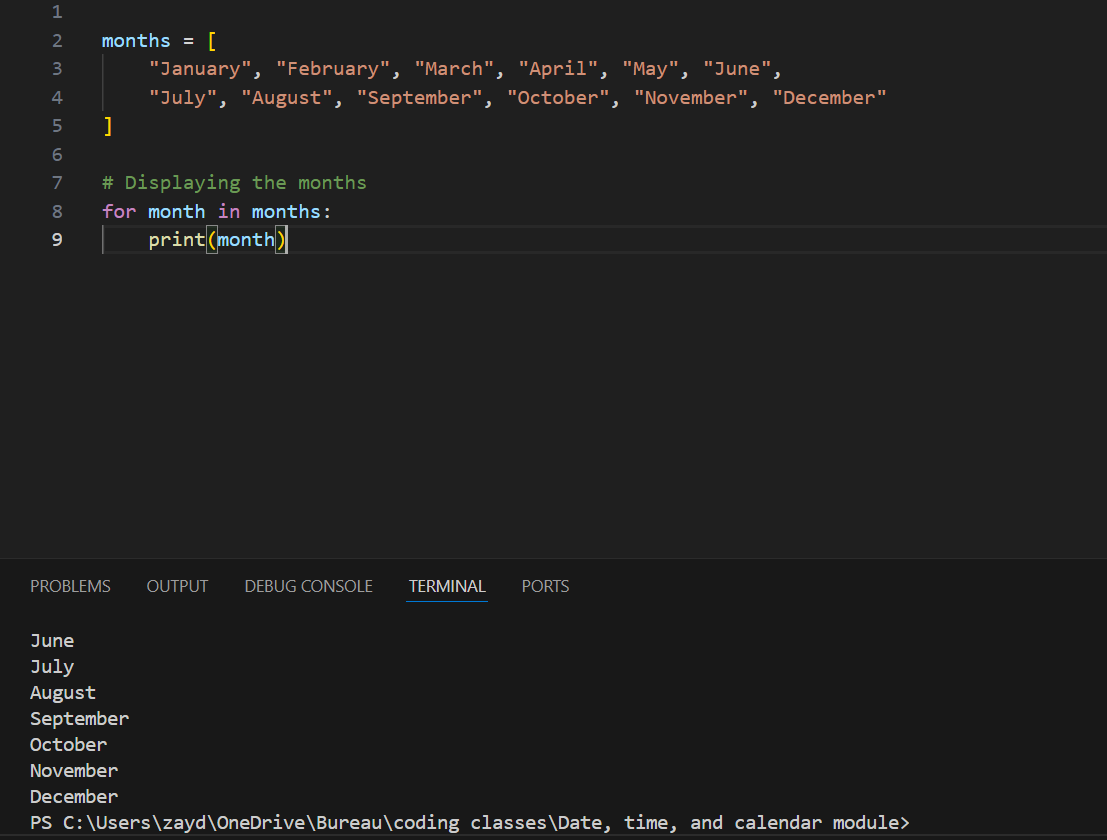 1
2 months = [
3     "January", "February", "March", "April", "May", "June",
4     "July", "August", "September", "October", "November", "December"
5 ]
6
7 # Displaying the months
8 for month in months:
9     print(month)
PROBLEMS OUTPUT DEBUG CONSOLE TERMINAL PORTS
June
July
August
September
October
November
December
PS C:\Users\zayd\OneDrive\Bureau\coding classes\Date, time, and calendar module>